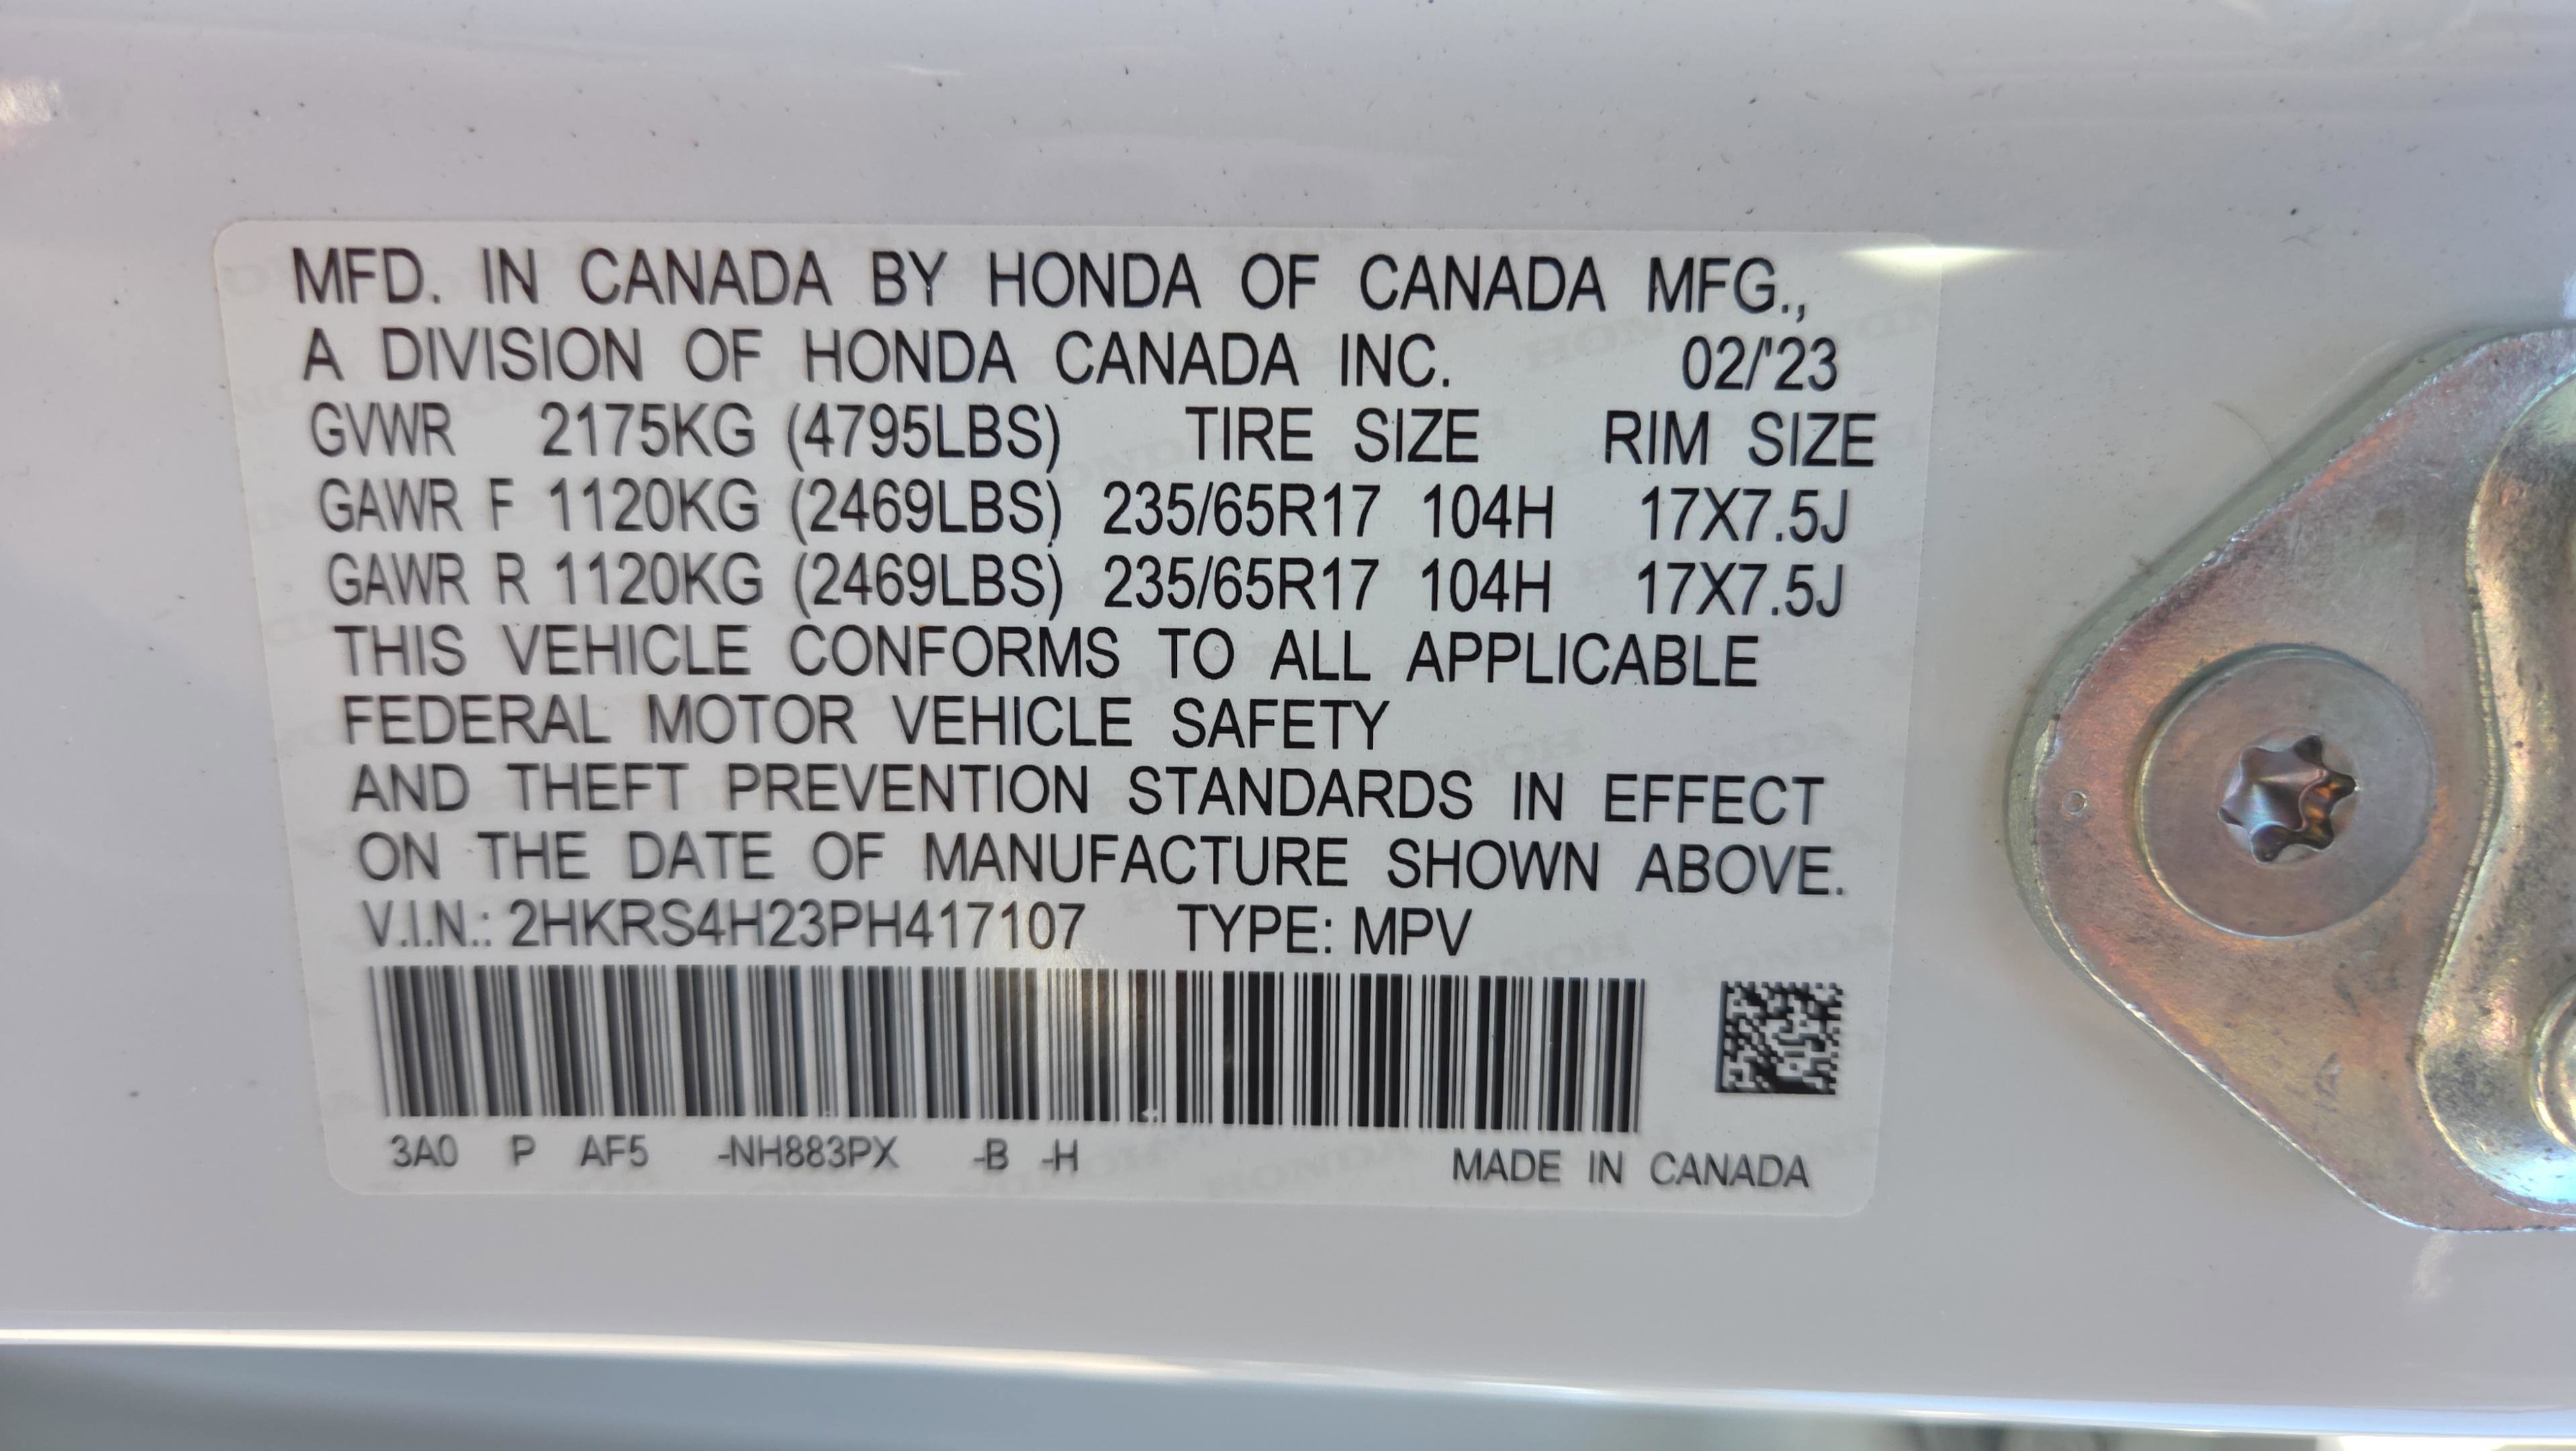 MFD. IN CANADA BY HONDA OF CANADA MFG.,
A DIVISION OF HONDA CANADA INC. 02/'23
GVWR 2175KG (4795LBS) TIRE SIZE RIM SIZE
GAWR F 1120KG (2469LBS) 235/65R17 104H 17X7.5J
GAWR R 1120KG (2469LBS) 235/65R17 104H 17X7.5J
THIS VEHICLE CONFORMS TO ALL APPLICABLE
FEDERAL MOTOR VEHICLE SAFETY
AND THEFT PREVENTION STANDARDS IN EFFECT
ON THE DATE OF MANUFACTURE SHOWN ABOVE.
V.I.N.: 2HKRS4H23PH417107 TYPE: MPV
3A0 P AF5 -NH883PX -B -H MADE IN CANADA